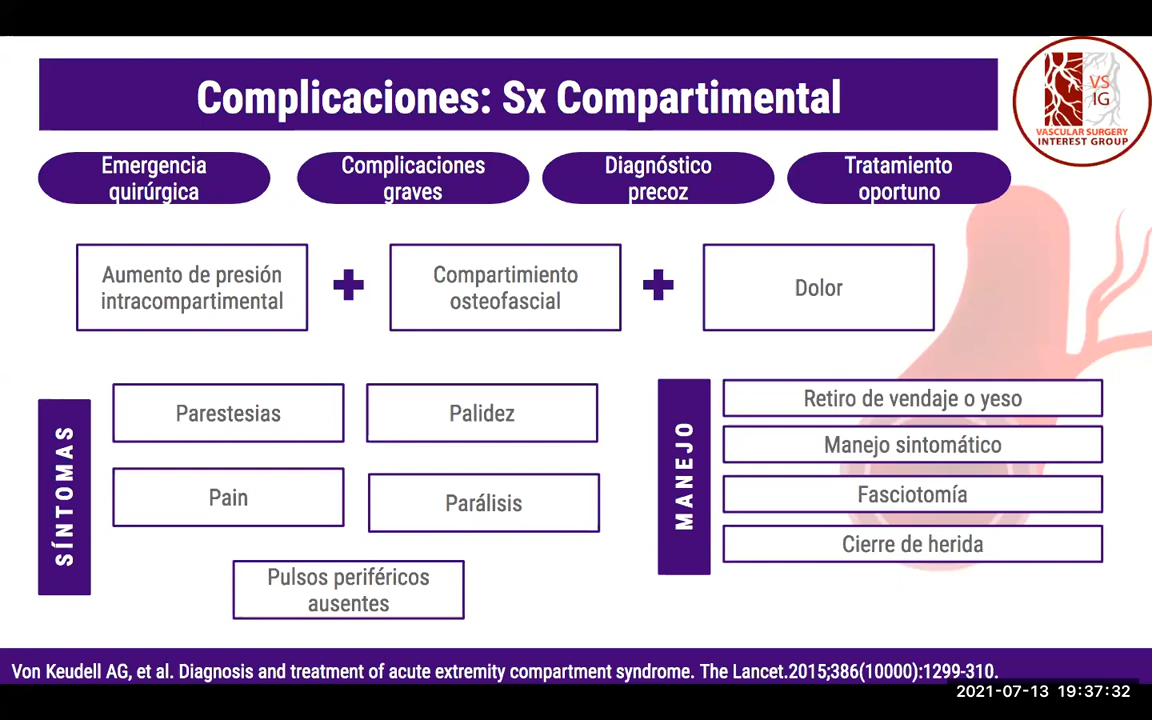 Complicaciones: Sx Compartimental
VS
IG
VASCULAR SURGERY
INTEREST GROUP
Emergencia
quirúrgica
Complicaciones
graves
Diagnóstico
precoz
Tratamiento
oportuno
Aumento de presión
intracompartimental
+
Compartimiento
osteofascial
+
Dolor
SÍNTOMAS
Parestesias
Palidez
Pain
Parálisis
Pulsos periféricos
ausentes
MANEJO
Retiro de vendaje o yeso
Manejo sintomático
Fasciotomía
Cierre de herida
Von Keudell AG, et al. Diagnosis and treatment of acute extremity compartment syndrome. The Lancet.2015;386(10000):1299-310.
2021-07-13 19:37:32